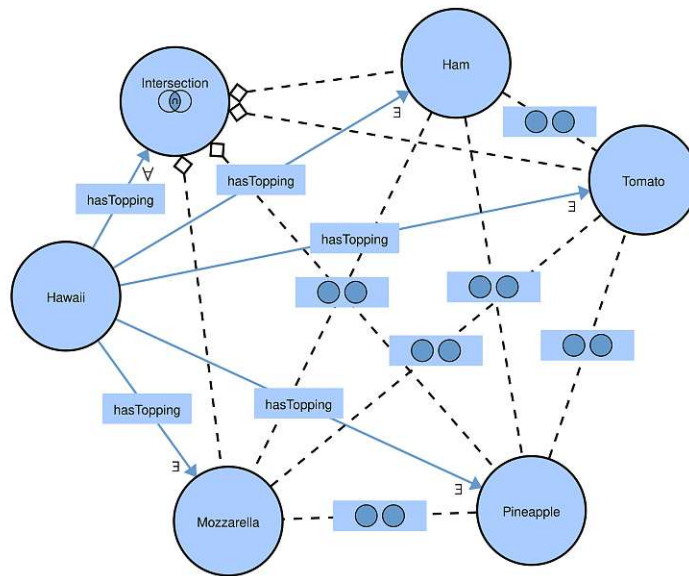 Ham
Intersection
∩
E
hasTopping
A
Tomato
hasTopping
E
hasTopping
Hawaii
hasTopping
hasTopping
E
E
Mozzarella
Pineapple